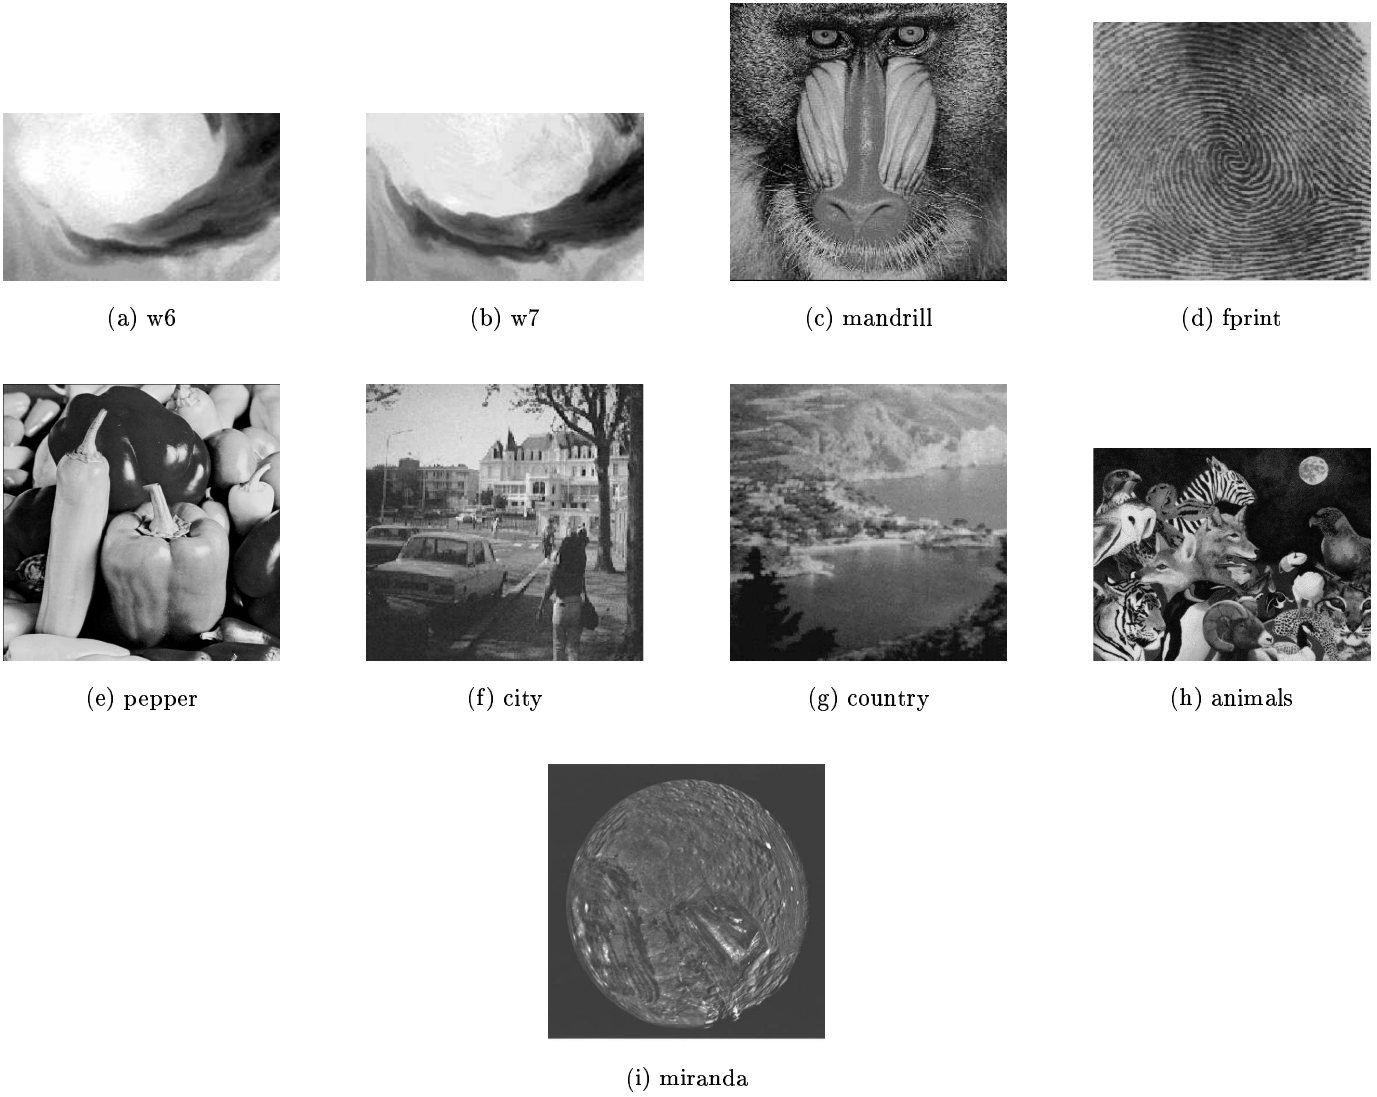 (a) w6
(b) w7
(c) mandrill
(d) fprint
(e) pepper
(f) city
(g) country
(h) animals
(i) miranda